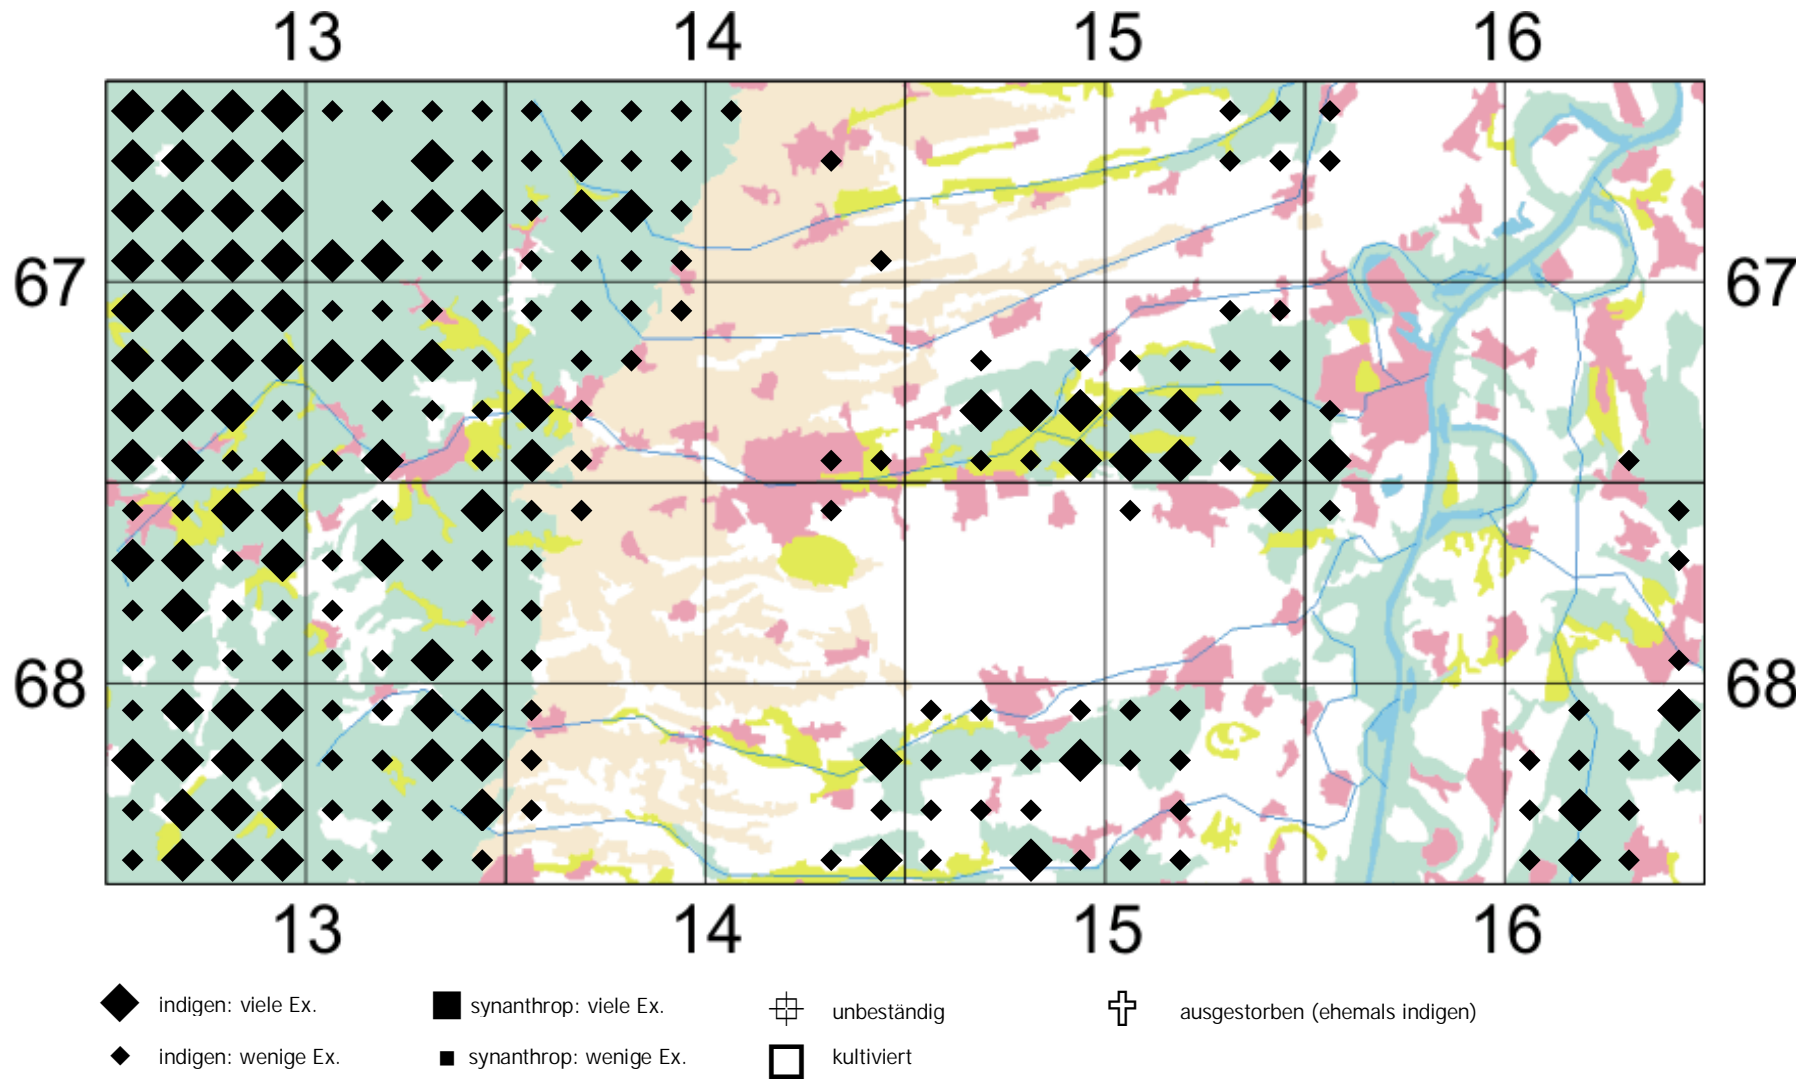 13 14 15 16
67 67
68 68
13 14 15 16
indigen: viele Ex. synanthrop: viele Ex. unbeständig ausgestorben (ehemals indigen)
indigen: wenige Ex. synanthrop: wenige Ex. kultiviert